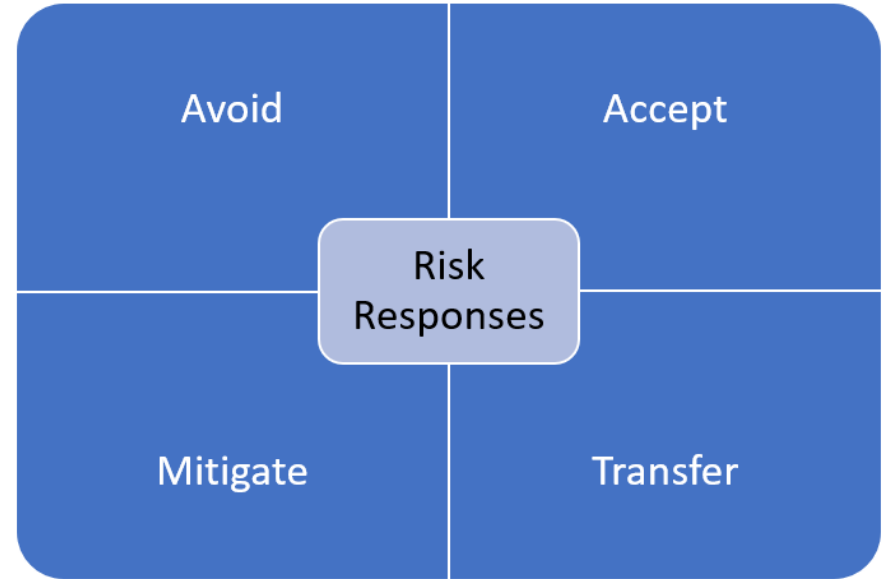 Avoid
Accept
Risk
Responses
Mitigate
Transfer